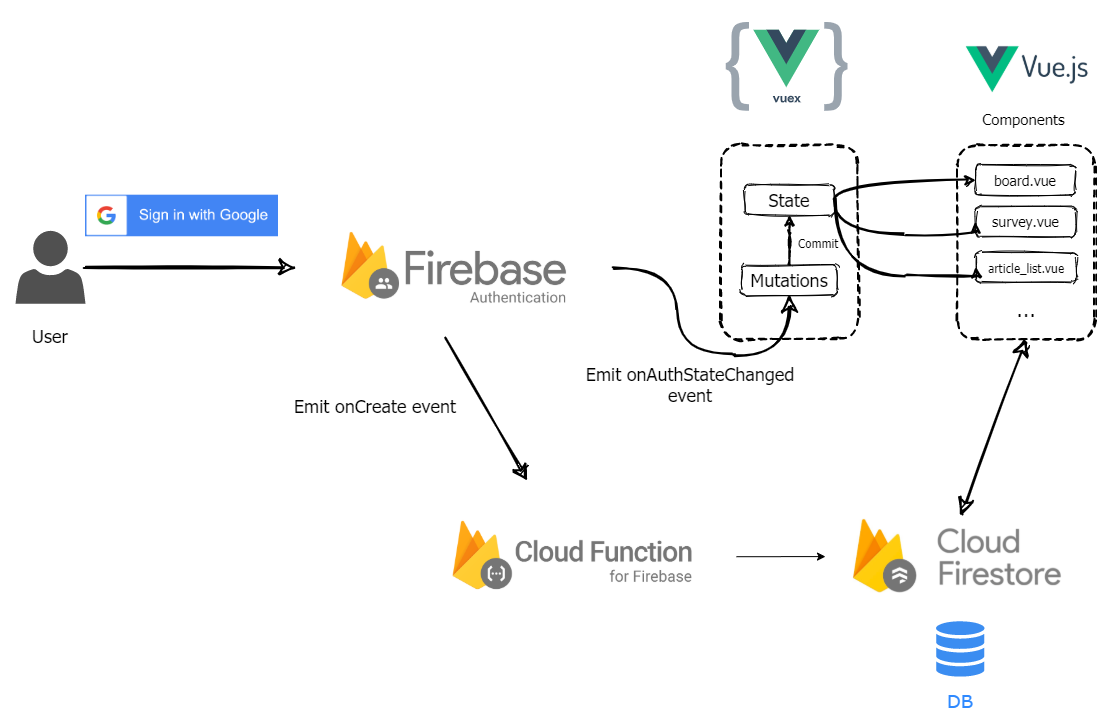 vuex
Vue.js
Components
Sign in with Google
User
Firebase
Authentication
State
Commit
Mutations
board.vue
survey.vue
article_list.vue
...
Emit onCreate event
Emit onAuthStateChanged
event
Cloud Function
for Firebase
Cloud
Firestore
DB